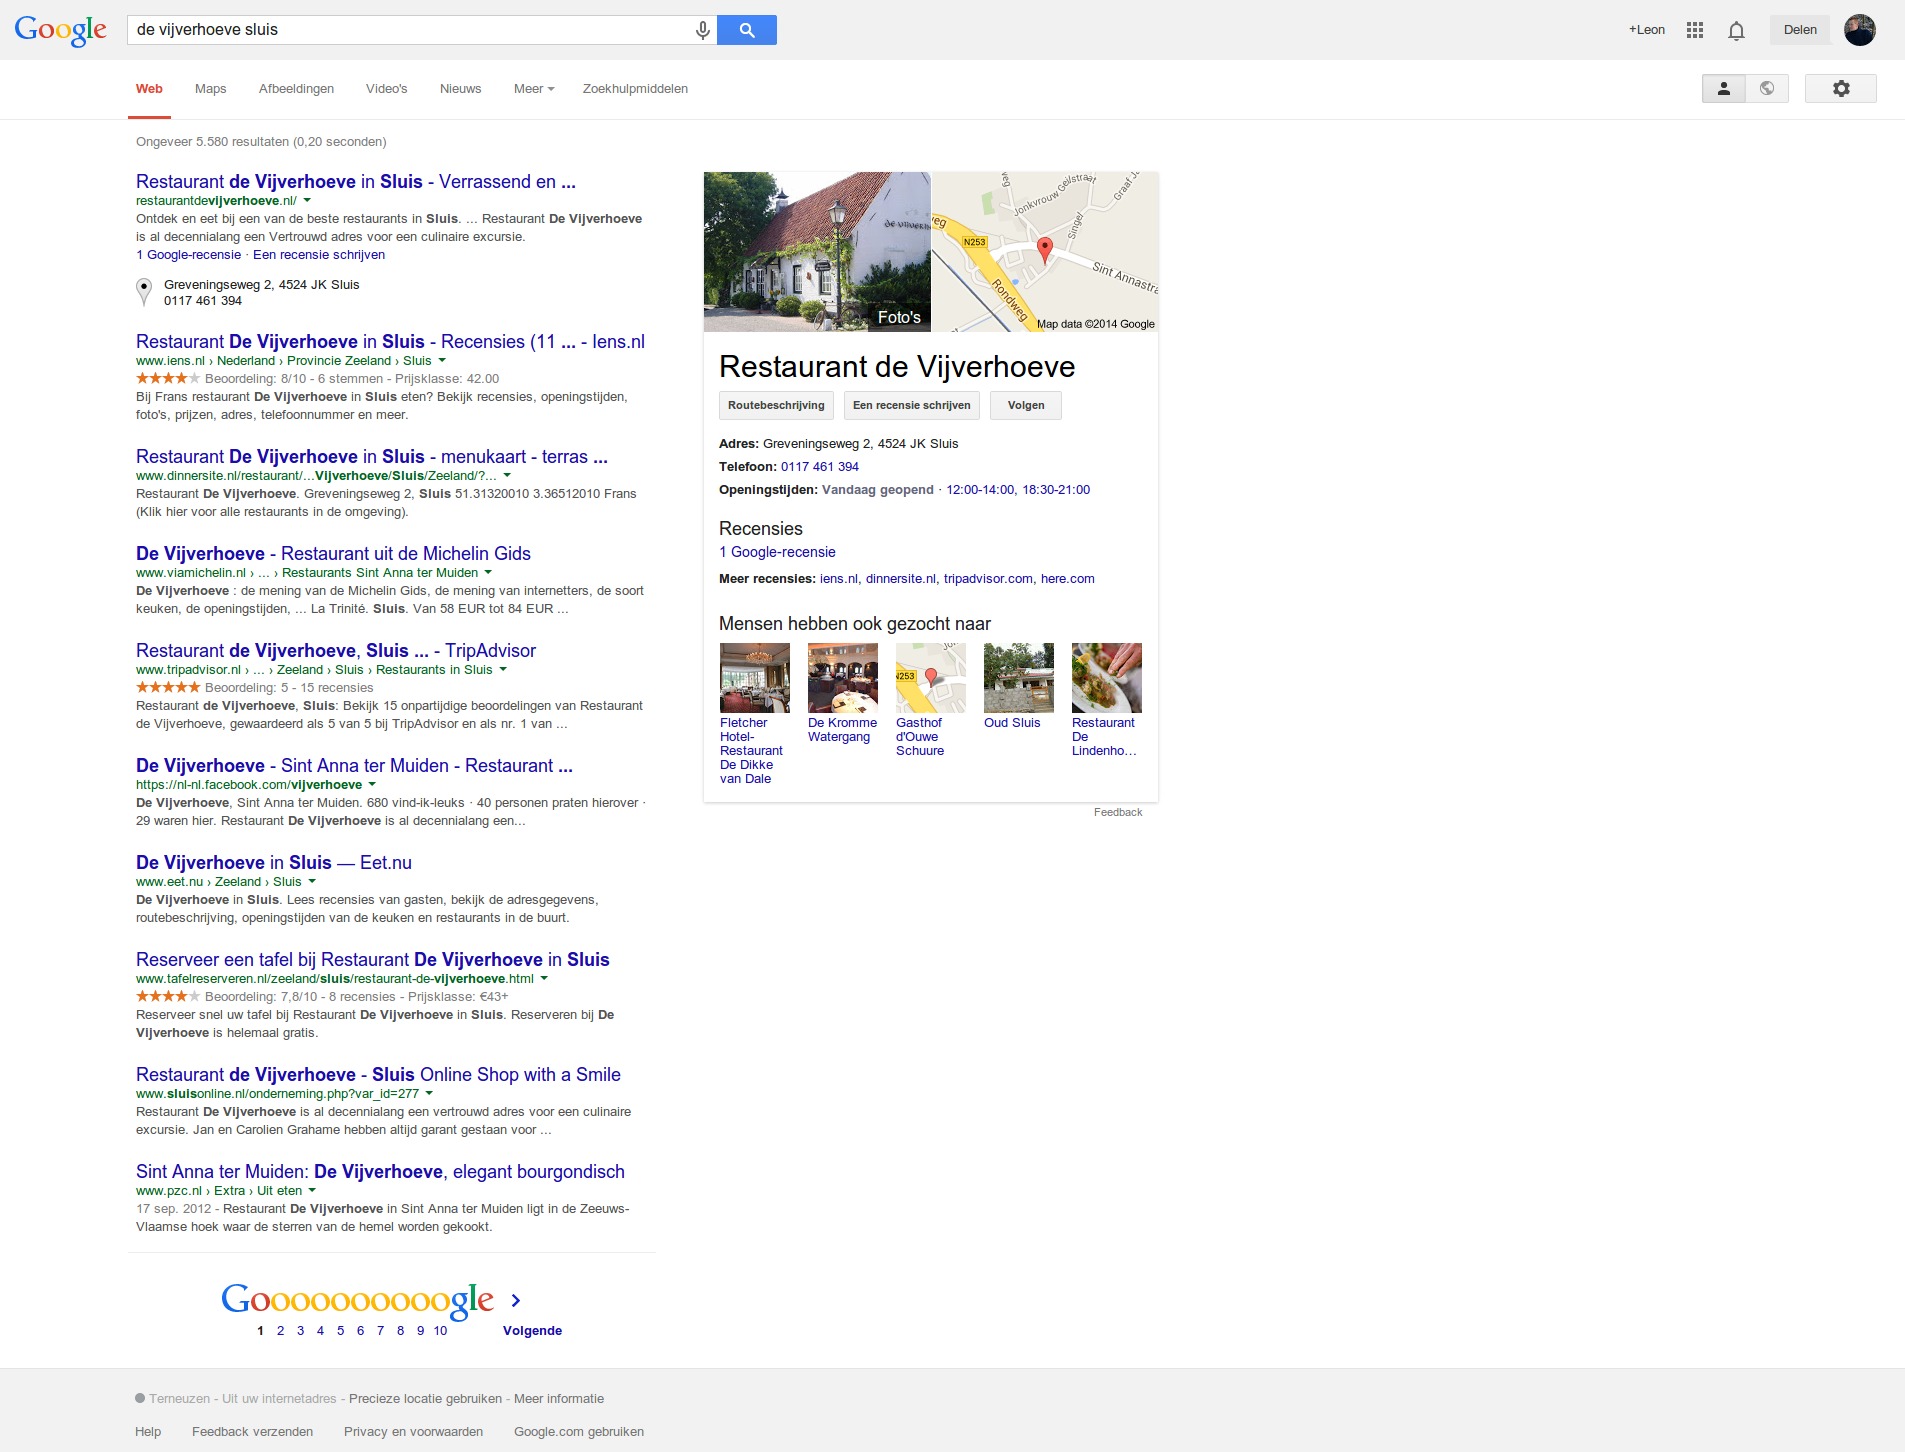 Google
de vijverhoeve sluis
+Leon
Delen
Web
Maps
Afbeeldingen
Video's
Nieuws
Meer
Zoekhulpmiddelen
Ongeveer 5.580 resultaten (0,20 seconden)
Restaurant de Vijverhoeve in Sluis - Verrassend en ...
restaurantdevijverhoeve.nl/
Ontdek en eet bij een van de beste restaurants in Sluis. ... Restaurant De Vijverhoeve
is al decennialang een Vertrouwd adres voor een culinaire excursie.
1 Google-recensie · Een recensie schrijven
Greveningseweg 2, 4524 JK Sluis
0117 461 394
Restaurant De Vijverhoeve in Sluis - Recensies (11 ... - Iens.nl
www.iens.nl › Nederland › Provincie Zeeland › Sluis
Beoordeling: 8/10 - 6 stemmen - Prijsklasse: 42.00
Bij Frans restaurant De Vijverhoeve in Sluis eten? Bekijk recensies, openingstijden,
foto's, prijzen, adres, telefoonnummer en meer.
Restaurant De Vijverhoeve in Sluis - menukaart - terras ...
www.dinnersite.nl/restaurant/...Vijverhoeve/Sluis/Zeeland/?...
Restaurant De Vijverhoeve. Greveningseweg 2, Sluis 51.31320010 3.36512010 Frans
(Klik hier voor alle restaurants in de omgeving).
De Vijverhoeve - Restaurant uit de Michelin Gids
www.viamichelin.nl › ... › Restaurants Sint Anna ter Muiden
De Vijverhoeve : de mening van de Michelin Gids, de mening van internetters, de soort
keuken, de openingstijden, ... La Trinité. Sluis. Van 58 EUR tot 84 EUR ...
Restaurant de Vijverhoeve, Sluis ... - TripAdvisor
www.tripadvisor.nl › ... › Zeeland › Sluis › Restaurants in Sluis
Beoordeling: 5 - 15 recensies
Restaurant de Vijverhoeve, Sluis: Bekijk 15 onpartijdige beoordelingen van Restaurant
de Vijverhoeve, gewaardeerd als 5 van 5 bij TripAdvisor en als nr. 1 van ...
De Vijverhoeve - Sint Anna ter Muiden - Restaurant ...
https://nl-nl.facebook.com/vijverhoeve
De Vijverhoeve, Sint Anna ter Muiden. 680 vind-ik-leuks · 40 personen praten hierover ·
29 waren hier. Restaurant De Vijverhoeve is al decennialang een...
De Vijverhoeve in Sluis — Eet.nu
www.eet.nu › Zeeland › Sluis
De Vijverhoeve in Sluis. Lees recensies van gasten, bekijk de adresgegevens,
routebeschrijving, openingstijden van de keuken en restaurants in de buurt.
Reserveer een tafel bij Restaurant De Vijverhoeve in Sluis
www.tafelreserveren.nl/zeeland/sluis/restaurant-de-vijverhoeve.html
Beoordeling: 7,8/10 - 8 recensies - Prijsklasse: €43+
Reserveer snel uw tafel bij Restaurant De Vijverhoeve in Sluis. Reserveren bij De
Vijverhoeve is helemaal gratis.
Restaurant de Vijverhoeve - Sluis Online Shop with a Smile
www.sluisonline.nl/onderneming.php?var_id=277
Restaurant De Vijverhoeve is al decennialang een vertrouwd adres voor een culinaire
excursie. Jan en Carolien Grahame hebben altijd garant gestaan voor ...
Sint Anna ter Muiden: De Vijverhoeve, elegant bourgondisch
www.pzc.nl › Extra › Uit eten
17 sep. 2012 - Restaurant De Vijverhoeve in Sint Anna ter Muiden ligt in de Zeeuws-
Vlaamse hoek waar de sterren van de hemel worden gekookt.
Goooooooooogle
1 2 3 4 5 6 7 8 9 10
Volgende
Foto's
Jonkvrouw Geilstraat
Graaf J
Singel
N253
Sint Annastra
Rondweg
weg
Map data ©2014 Google
Restaurant de Vijverhoeve
Routebeschrijving
Een recensie schrijven
Volgen
Adres: Greveningseweg 2, 4524 JK Sluis
Telefoon: 0117 461 394
Openingstijden: Vandaag geopend · 12:00-14:00, 18:30-21:00
Recensies
1 Google-recensie
Meer recensies: iens.nl, dinnersite.nl, tripadvisor.com, here.com
Mensen hebben ook gezocht naar
N253
Fletcher
Hotel-
Restaurant
De Dikke
van Dale
De Kromme
Watergang
Gasthof
d'Ouwe
Schuure
Oud Sluis
Restaurant
De
Lindenho...
Feedback
Terneuzen - Uit uw internetadres - Precieze locatie gebruiken - Meer informatie
Help
Feedback verzenden
Privacy en voorwaarden
Google.com gebruiken